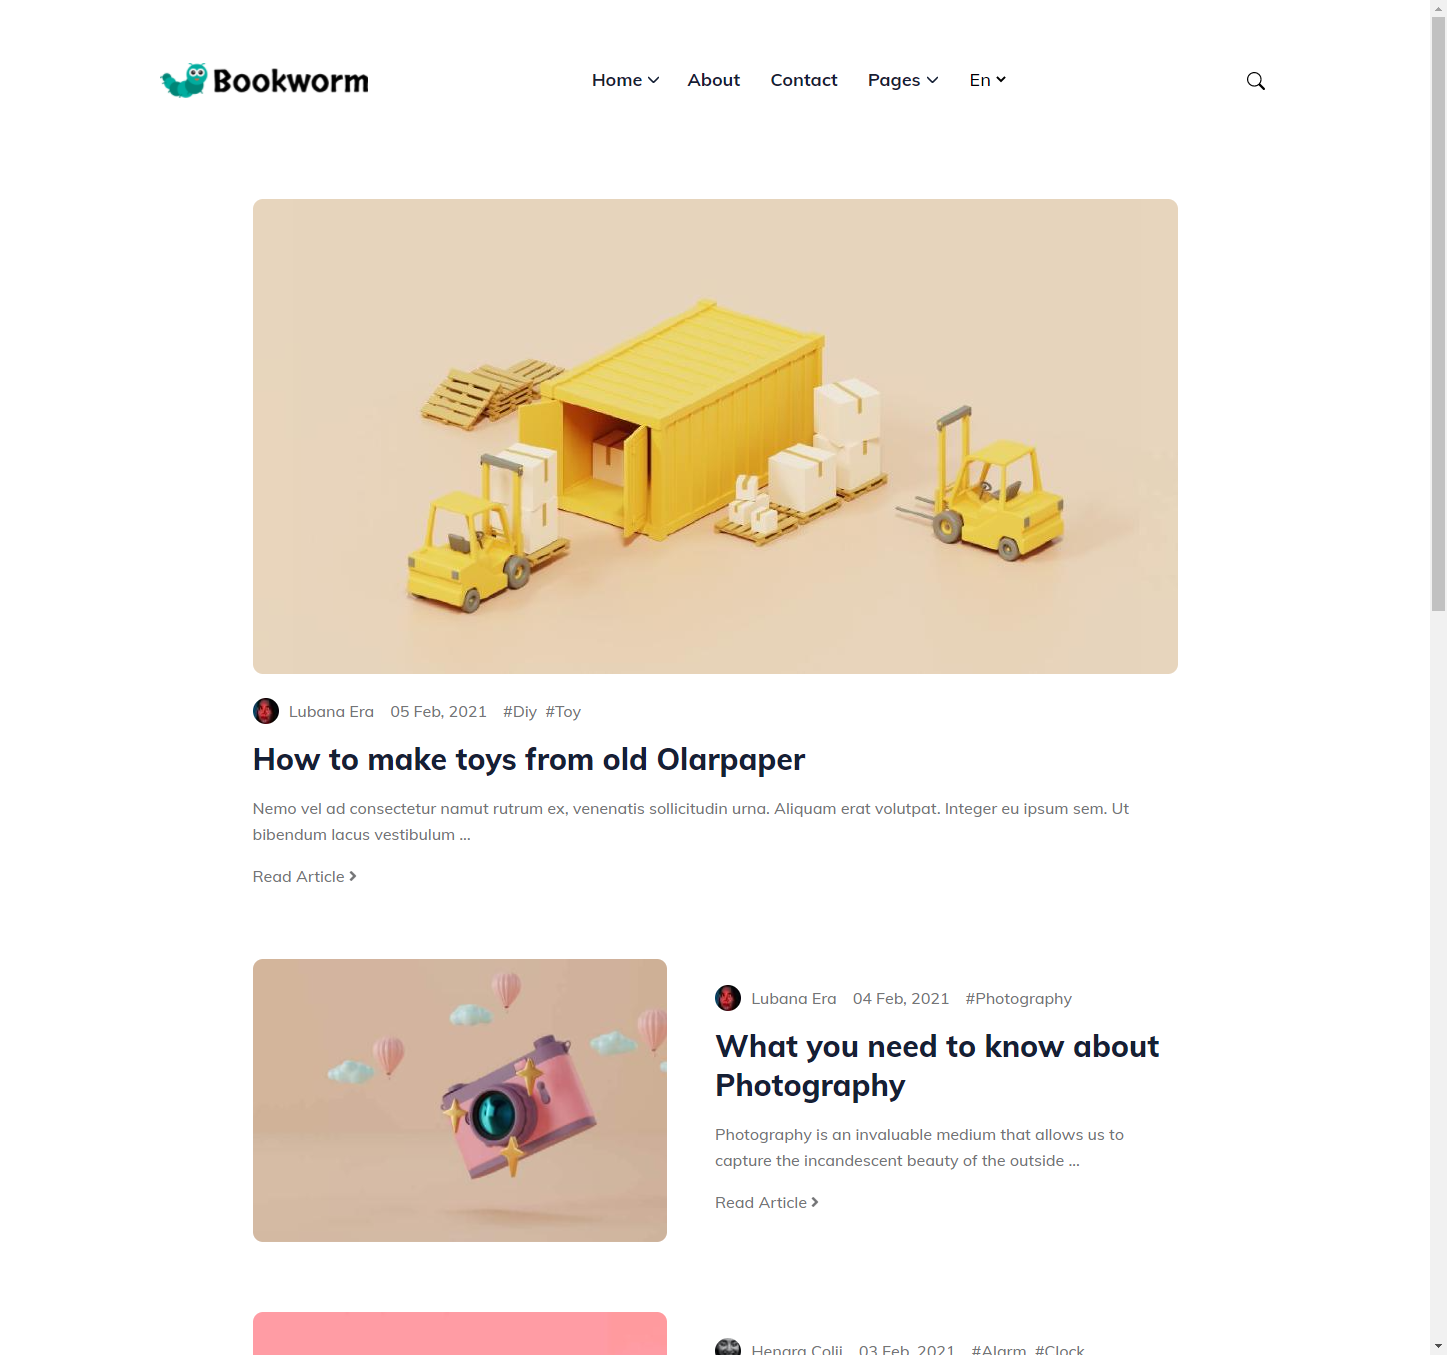 Bookworm
Home About Contact Pages En
Lubana Era 05 Feb, 2021 #Diy #Toy
How to make toys from old Olarpaper
Nemo vel ad consectetur namut rutrum ex, venenatis sollicitudin urna. Aliquam erat volutpat. Integer eu ipsum sem. Ut
bibendum lacus vestibulum ...
Read Article
Lubana Era 04 Feb, 2021 #Photography
What you need to know about
Photography
Photography is an invaluable medium that allows us to
capture the incandescent beauty of the outside ...
Read Article
Henara Colii 03 Feb, 2021 #Alarm #Clock